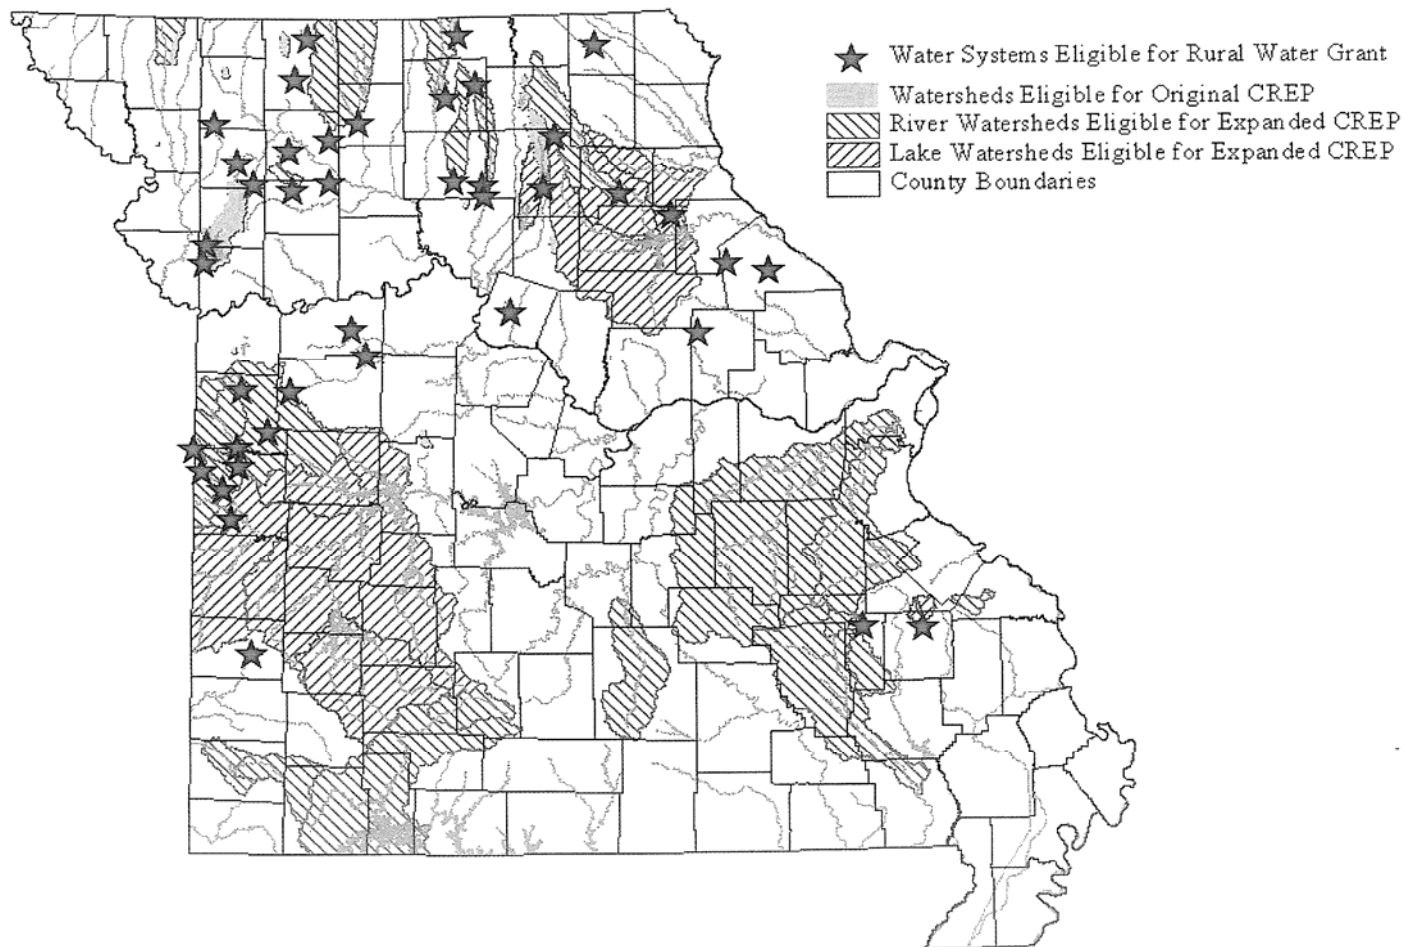 Water Systems Eligible for Rural Water Grant
Watersheds Eligible for Original CREP
River Watersheds Eligible for Expanded CREP
Lake Watersheds Eligible for Expanded CREP
County Boundaries